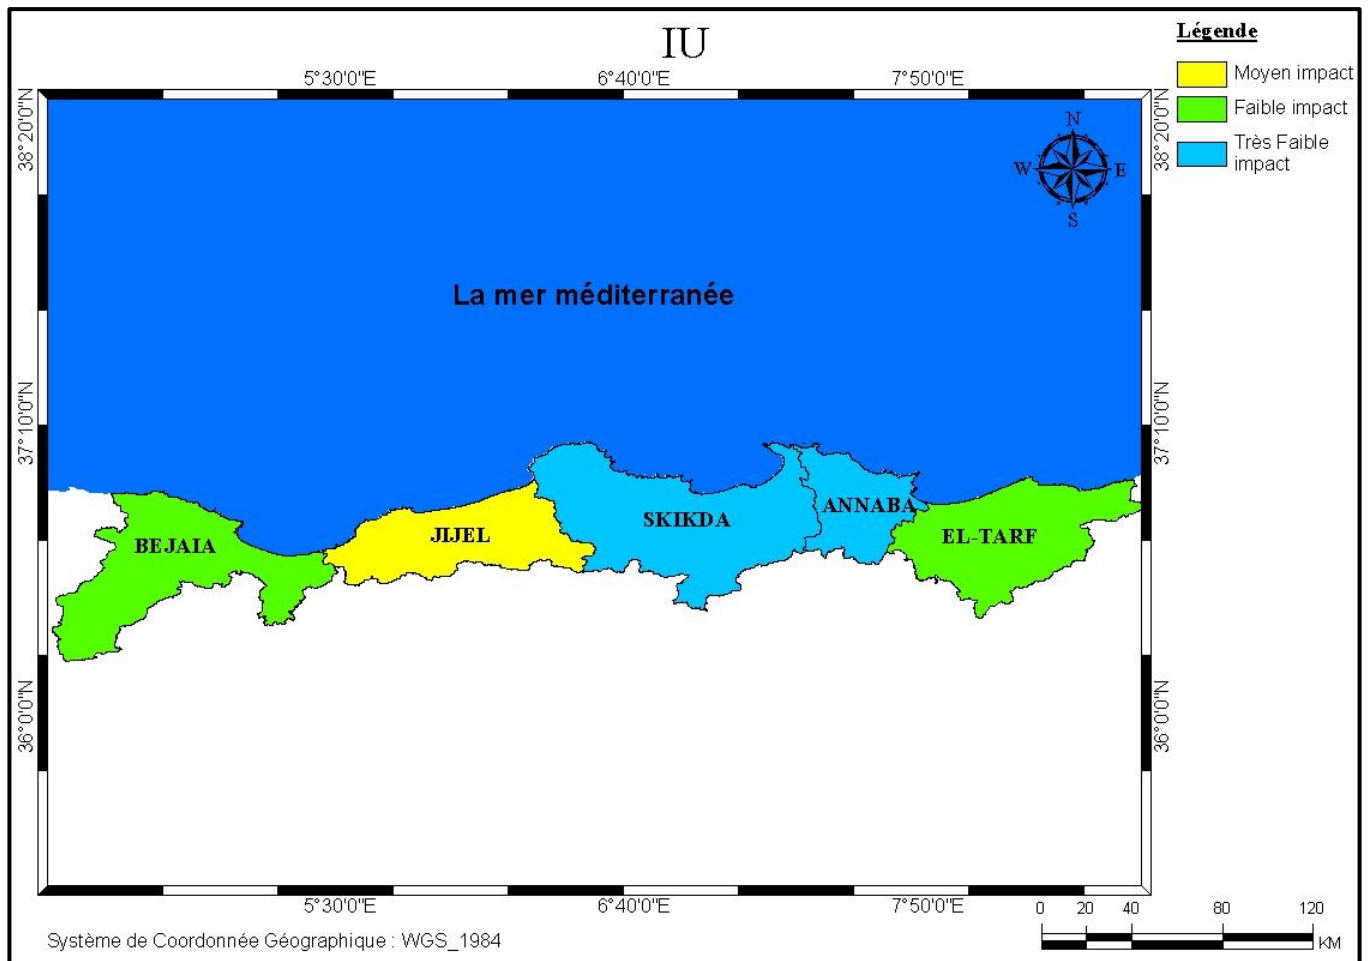 IU
Légende
Moyen impact
Faible impact
Très Faible
impact
5°30'0"E
6°40'0"E
7°50'0"E
38°20'0"N
38°20'0"N
N
W
E
S
La mer méditerranée
37°10'0"N
37°10'0"N
BEJAIA
JIJEL
SKIKDA
ANNABA
EL-TARF
36°0'0"N
36°0'0"N
5°30'0"E
6°40'0"E
7°50'0"E
0 20 40 80 120
KM
Système de Coordonnée Géographique : WGS_1984